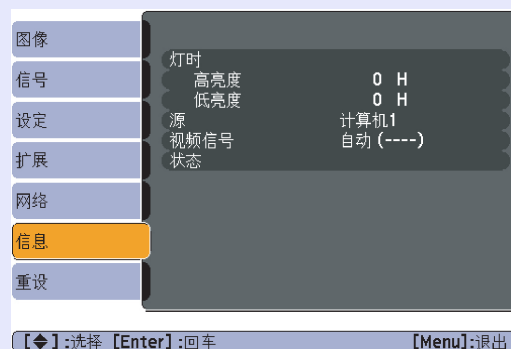 图像
信号
设定
扩展
网络
信息
重设
灯时
高亮度 0 H
低亮度 0 H
源 计算机1
视频信号 自动 (----)
状态
[◆]:选择 [Enter]:回车 [Menu]:退出